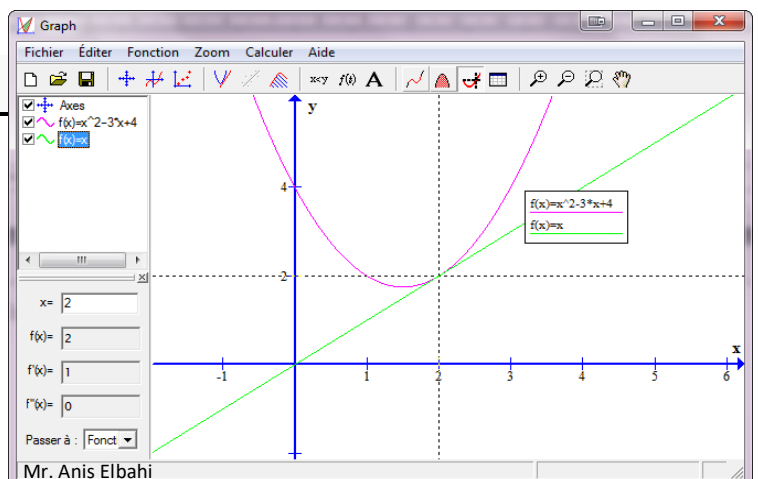 Graph
Fichier Éditer Fonction Zoom Calculer Aide
x<y f(x) A
Axes
f(x)=x^2-3*x+4
f(x)=x
y
4
2
f(x)=x^2-3*x+4
f(x)=x
x
-1 1 2 3 4 5 6
x= 2
f(x)= 2
f'(x)= 1
f''(x)= 0
Passer à : Fonct
Mr. Anis Elbahi